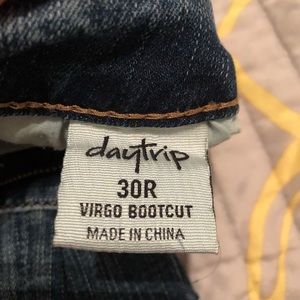 daytrip
30R
VIRGO BOOTCUT
MADE IN CHINA